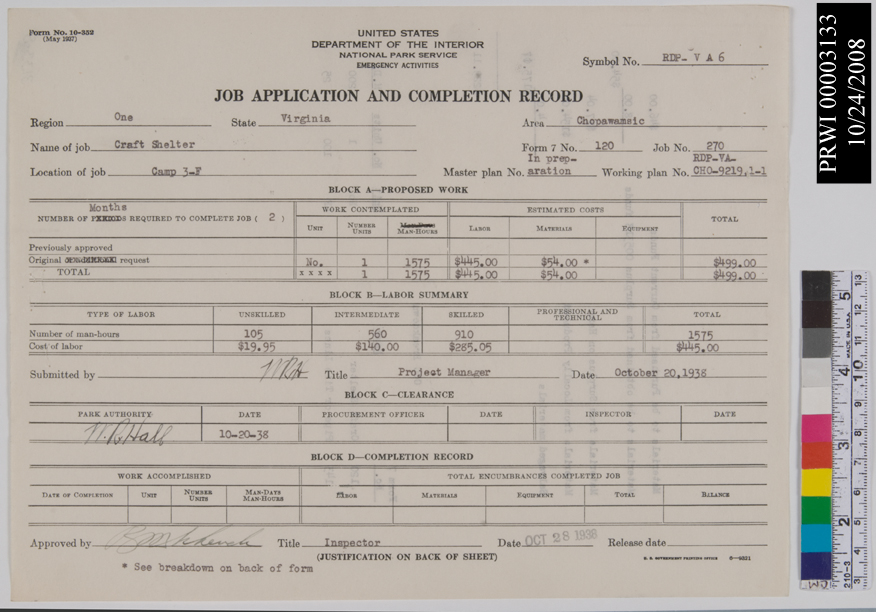 Form No. 10-352
(May 1937)
UNITED STATES
DEPARTMENT OF THE INTERIOR
NATIONAL PARK SERVICE
EMERGENCY ACTIVITIES
Symbol No. RDP- V A 6
JOB APPLICATION AND COMPLETION RECORD
Region One State Virginia Area Chopawamsic
Name of job Craft Shelter Form 7 No. 120 Job No. 270
In prep- RDP-VA-
Location of job Camp 3-F Master plan No. aration Working plan No. CHO-9219,1-1
BLOCK A—PROPOSED WORK
Months
NUMBER OF REQUIRED TO COMPLETE JOB ( 2 ) WORK CONTEMPLATED ESTIMATED COSTS TOTAL
UNIT NUMBER UNITS MAN-HOURS LABOR MATERIALS EQUIPMENT
Previously approved
Original request No. 1 1575 $445.00 $54.00 * $499.00
TOTAL x x x x 1 1575 $445.00 $54.00 $499.00
BLOCK B—LABOR SUMMARY
TYPE OF LABOR UNSKILLED INTERMEDIATE SKILLED PROFESSIONAL AND TECHNICAL TOTAL
Number of man-hours 105 560 910 1575
Cost of labor $19.95 $140.00 $285.05 $445.00
Submitted by WRH Title Project Manager Date October 20,1938
BLOCK C—CLEARANCE
PARK AUTHORITY DATE PROCUREMENT OFFICER DATE INSPECTOR DATE
W.R. Hall 10-20-38
BLOCK D—COMPLETION RECORD
WORK ACCOMPLISHED TOTAL ENCUMBRANCES COMPLETED JOB
DATE OF COMPLETION UNIT NUMBER UNITS MAN-DAYS MAN-HOURS LABOR MATERIALS EQUIPMENT TOTAL BALANCE
Approved by Title Inspector Date OCT 28 1938 Release date
(JUSTIFICATION ON BACK OF SHEET)
U. S. GOVERNMENT PRINTING OFFICE 6—6821
* See breakdown on back of form
PRWI 00003133
10/24/2008